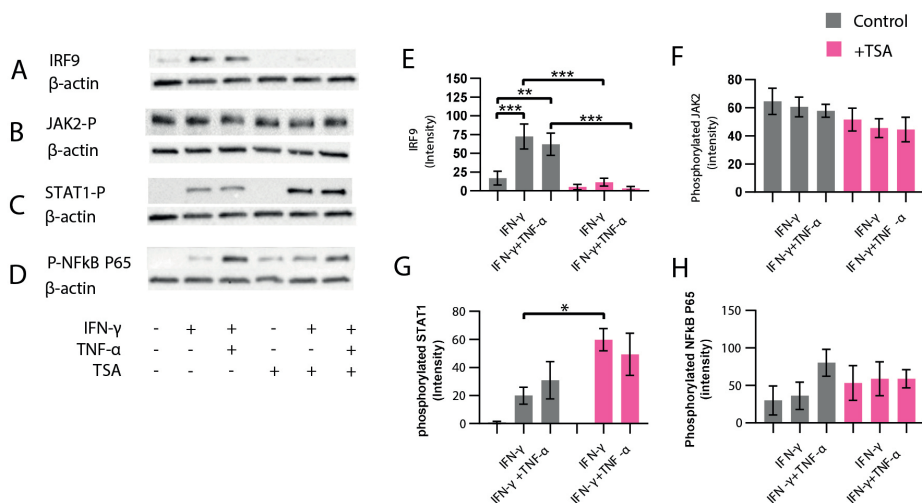 Control
+TSA
A
IRF9
β-actin
B
JAK2-P
β-actin
C
STAT1-P
β-actin
D
P-NFkB P65
β-actin
IFN-γ - + + - + +
TNF-α - - + - - +
TSA - - - + + +
E
IRF9
(Intensity)
150
125
100
75
50
25
0
***
**
***
***
IFN-γ
IFN-γ+TNF-α
IFN-γ
IFN-γ+TNF-α
F
Phosphorylated JAK2
(intensity)
80
60
40
20
0
IFN-γ
IFN-γ+TNF-α
IFN-γ
IFN-γ+TNF -α
G
phosphorylated STAT1
(Intensity)
80
60
40
20
0
*
IFN-γ
IFN-γ+TNF-α
IFN-γ
IFN-γ +TNF -α
H
Phosphorylated NFkB P65
(intensity)
150
100
50
0
IFN-γ
IFN-γ+TNF-α
IFN-γ
IFN-γ+TNF-α